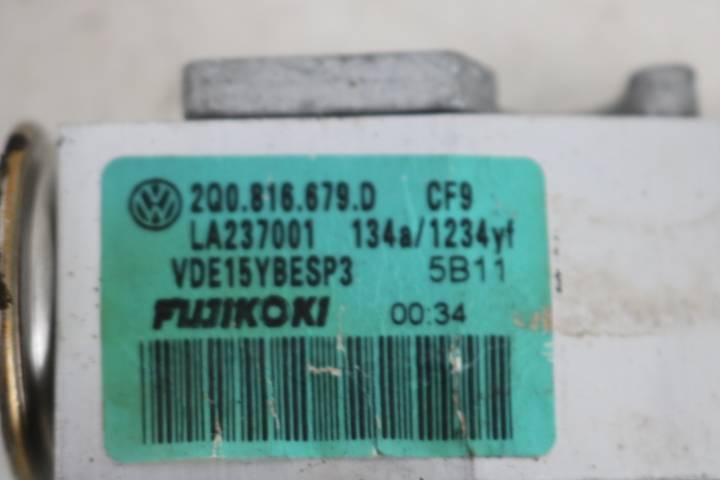 2Q0.816.679.D CF9
LA237001 134a/1234yf
VDE15YBESP3 5B11
FUJIKOKI 00:34